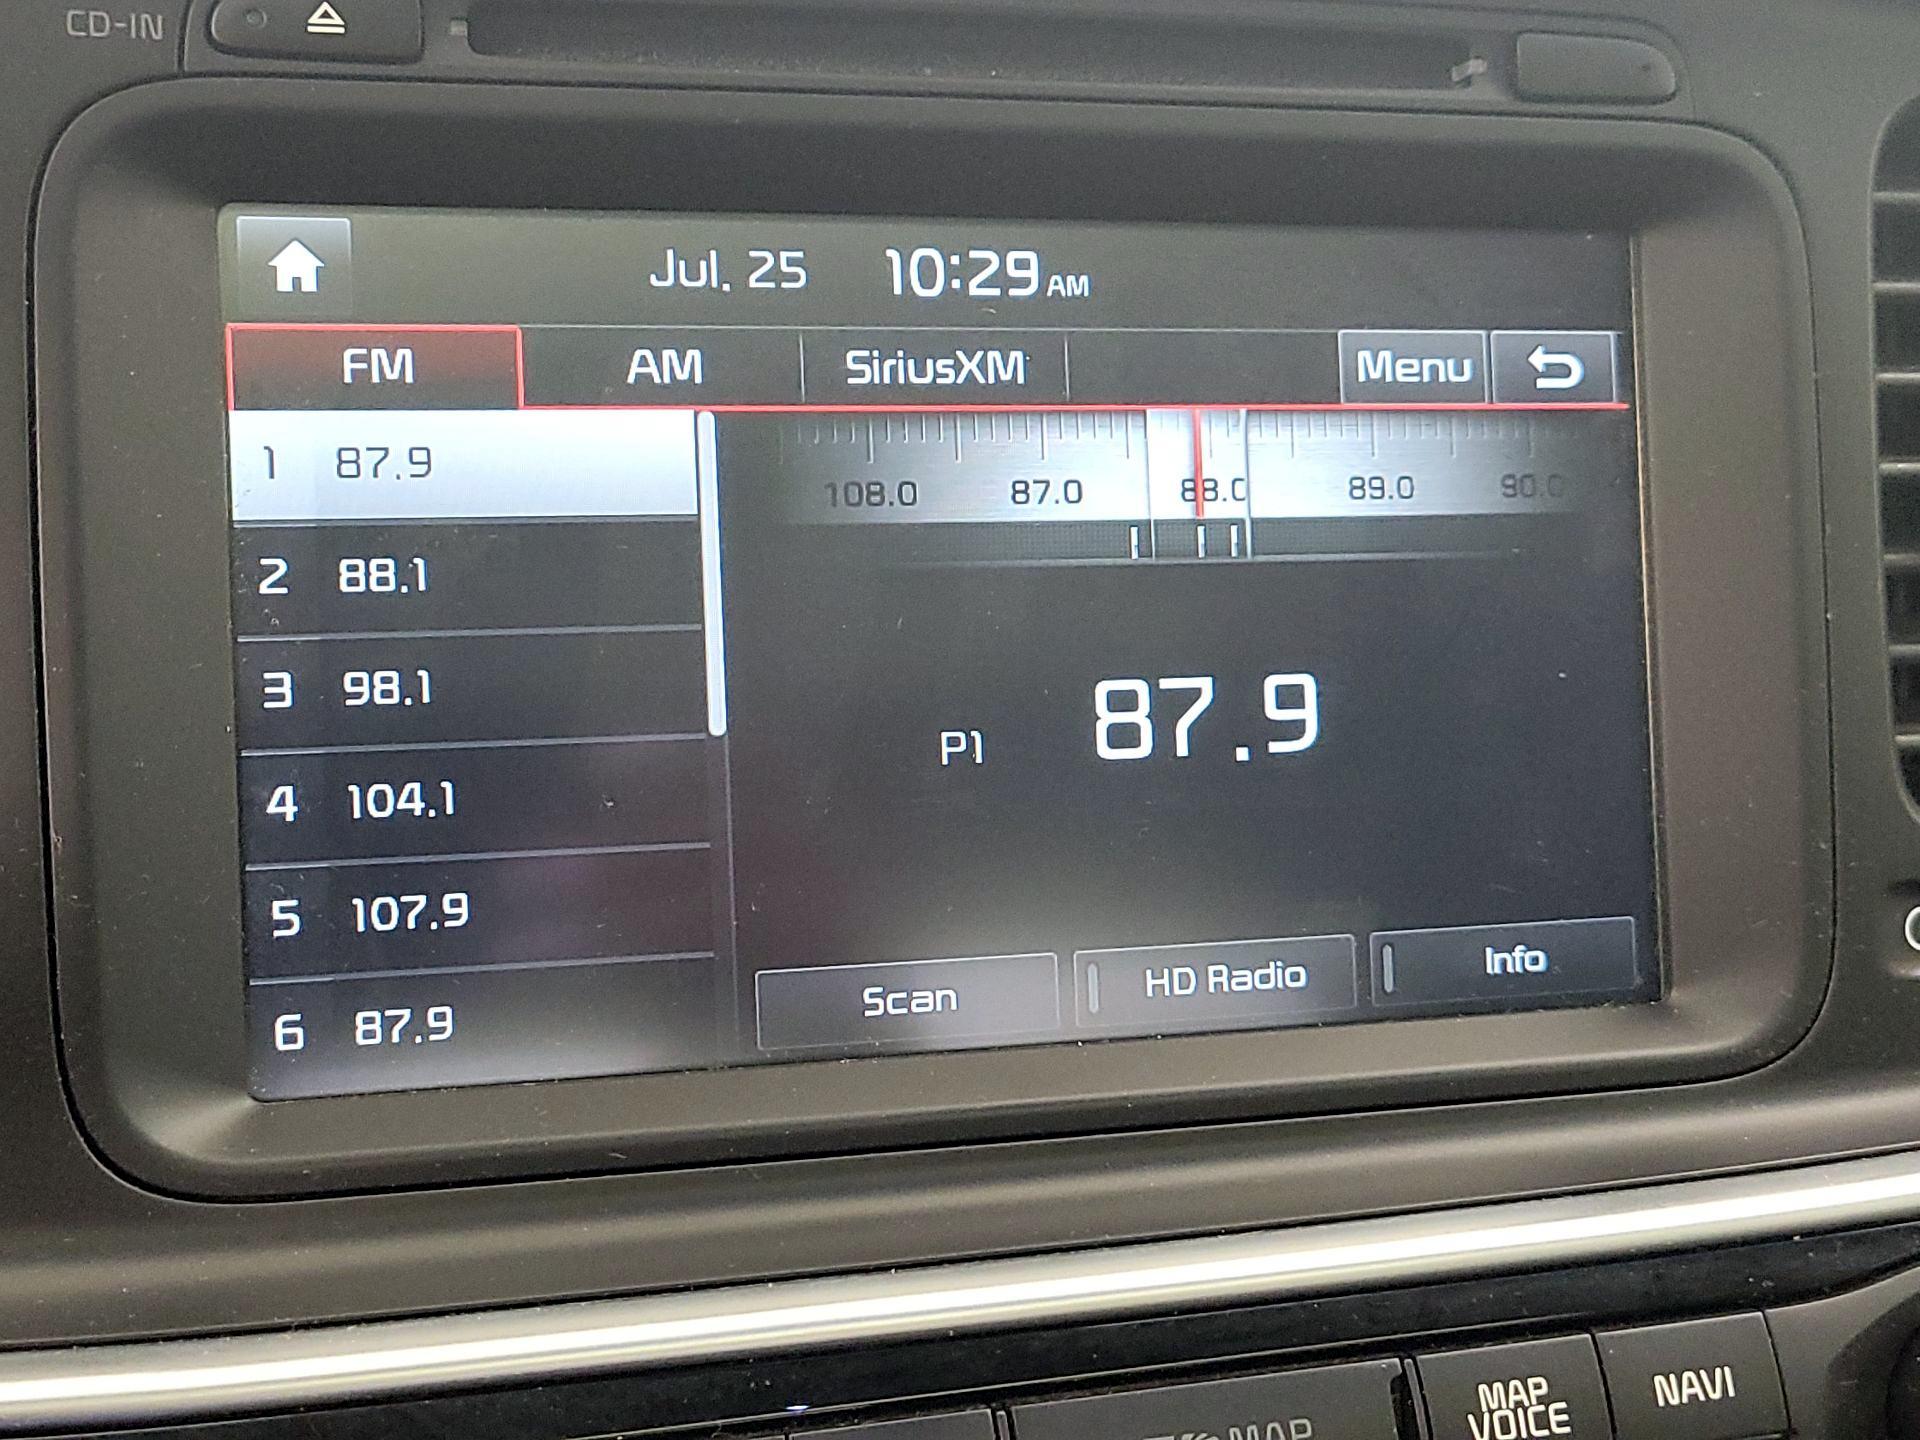 CD-IN
Jul. 25 10:29 AM
FM AM SiriusXM Menu
1 87.9
2 88.1
3 98.1
4 104.1
5 107.9
6 87.9
108.0 87.0 88.0 89.0 90.0
P1 87.9
Scan HD Radio Info
MAP
MAP VOICE
NAVI